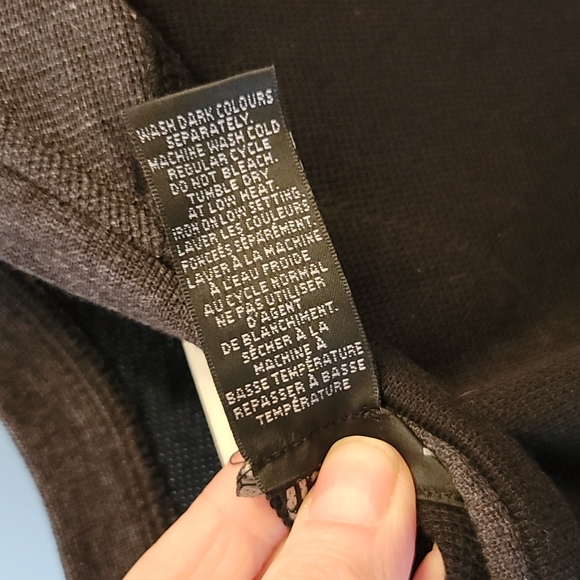 WASH DARK COLOURS
SEPARATELY.
MACHINE WASH COLD
REGULAR CYCLE
DO NOT BLEACH.
TUMBLE DRY
AT LOW HEAT.
IRON ON LOW SETTING.
LAVER LES COULEURS
FONCÉES SÉPARÉMENT.
LAVER À LA MACHINE
À L'EAU FROIDE
AU CYCLE NORMAL
NE PAS UTILISER
D'AGENT
DE BLANCHIMENT.
SÉCHER À LA
MACHINE À
BASSE TEMPÉRATURE
REPASSER À BASSE
TEMPÉRATURE